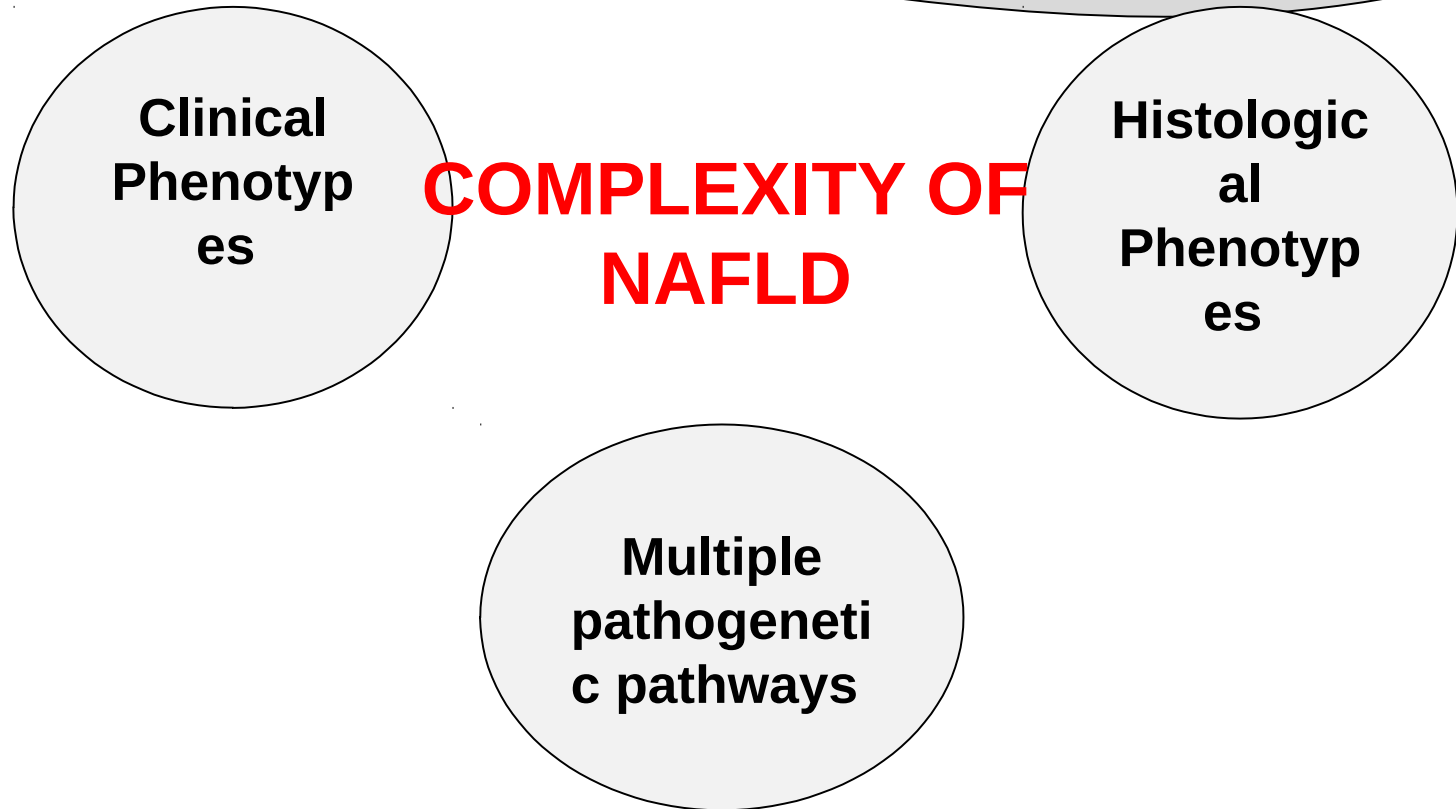 Clinical
Phenotyp
es
COMPLEXITY OF
NAFLD
Histologic
al
Phenotyp
es
Multiple
pathogeneti
c pathways